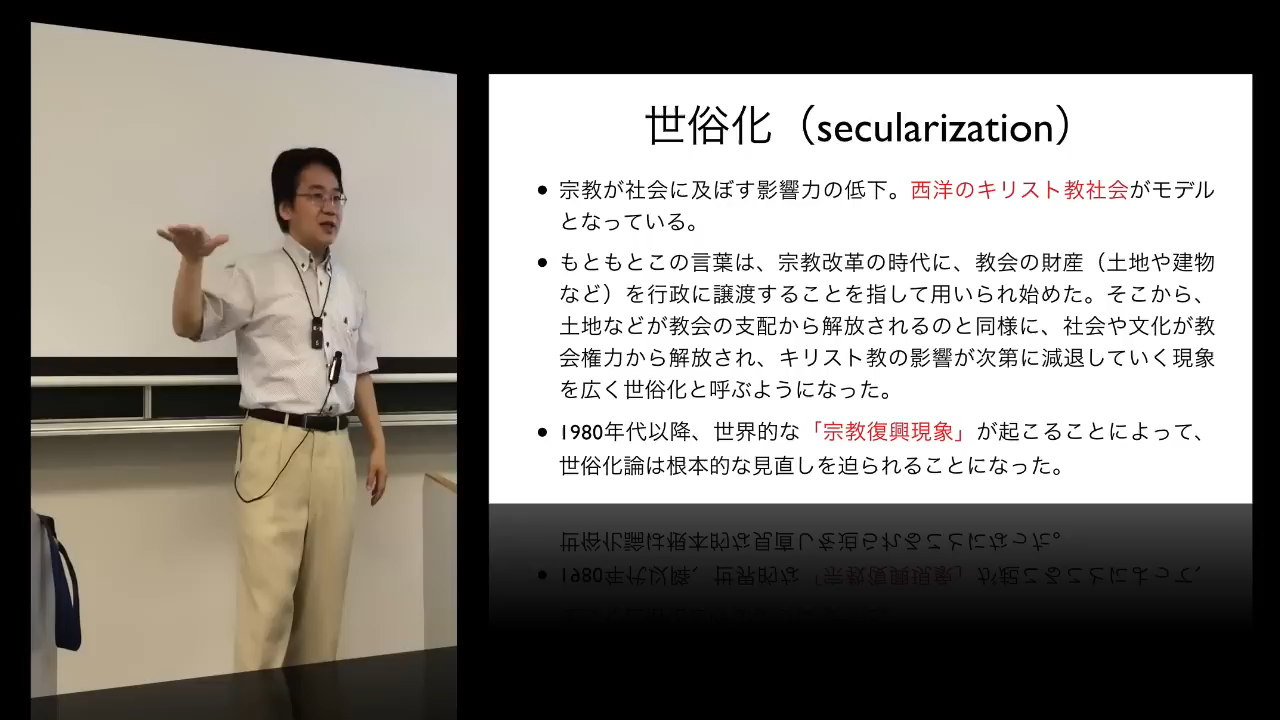 世俗化（secularization）
• 宗教が社会に及ぼす影響力の低下。西洋のキリスト教社会がモデル
となっている。
• もともとこの言葉は、宗教改革の時代に、教会の財産（土地や建物
など）を行政に譲渡することを指して用いられ始めた。そこから、
土地などが教会の支配から解放されるのと同様に、社会や文化が教
会権力から解放され、キリスト教の影響が次第に減退していく現象
を広く世俗化と呼ぶようになった。
• 1980年代以降、世界的な「宗教復興現象」が起こることによって、
世俗化論は根本的な見直しを迫られることになった。